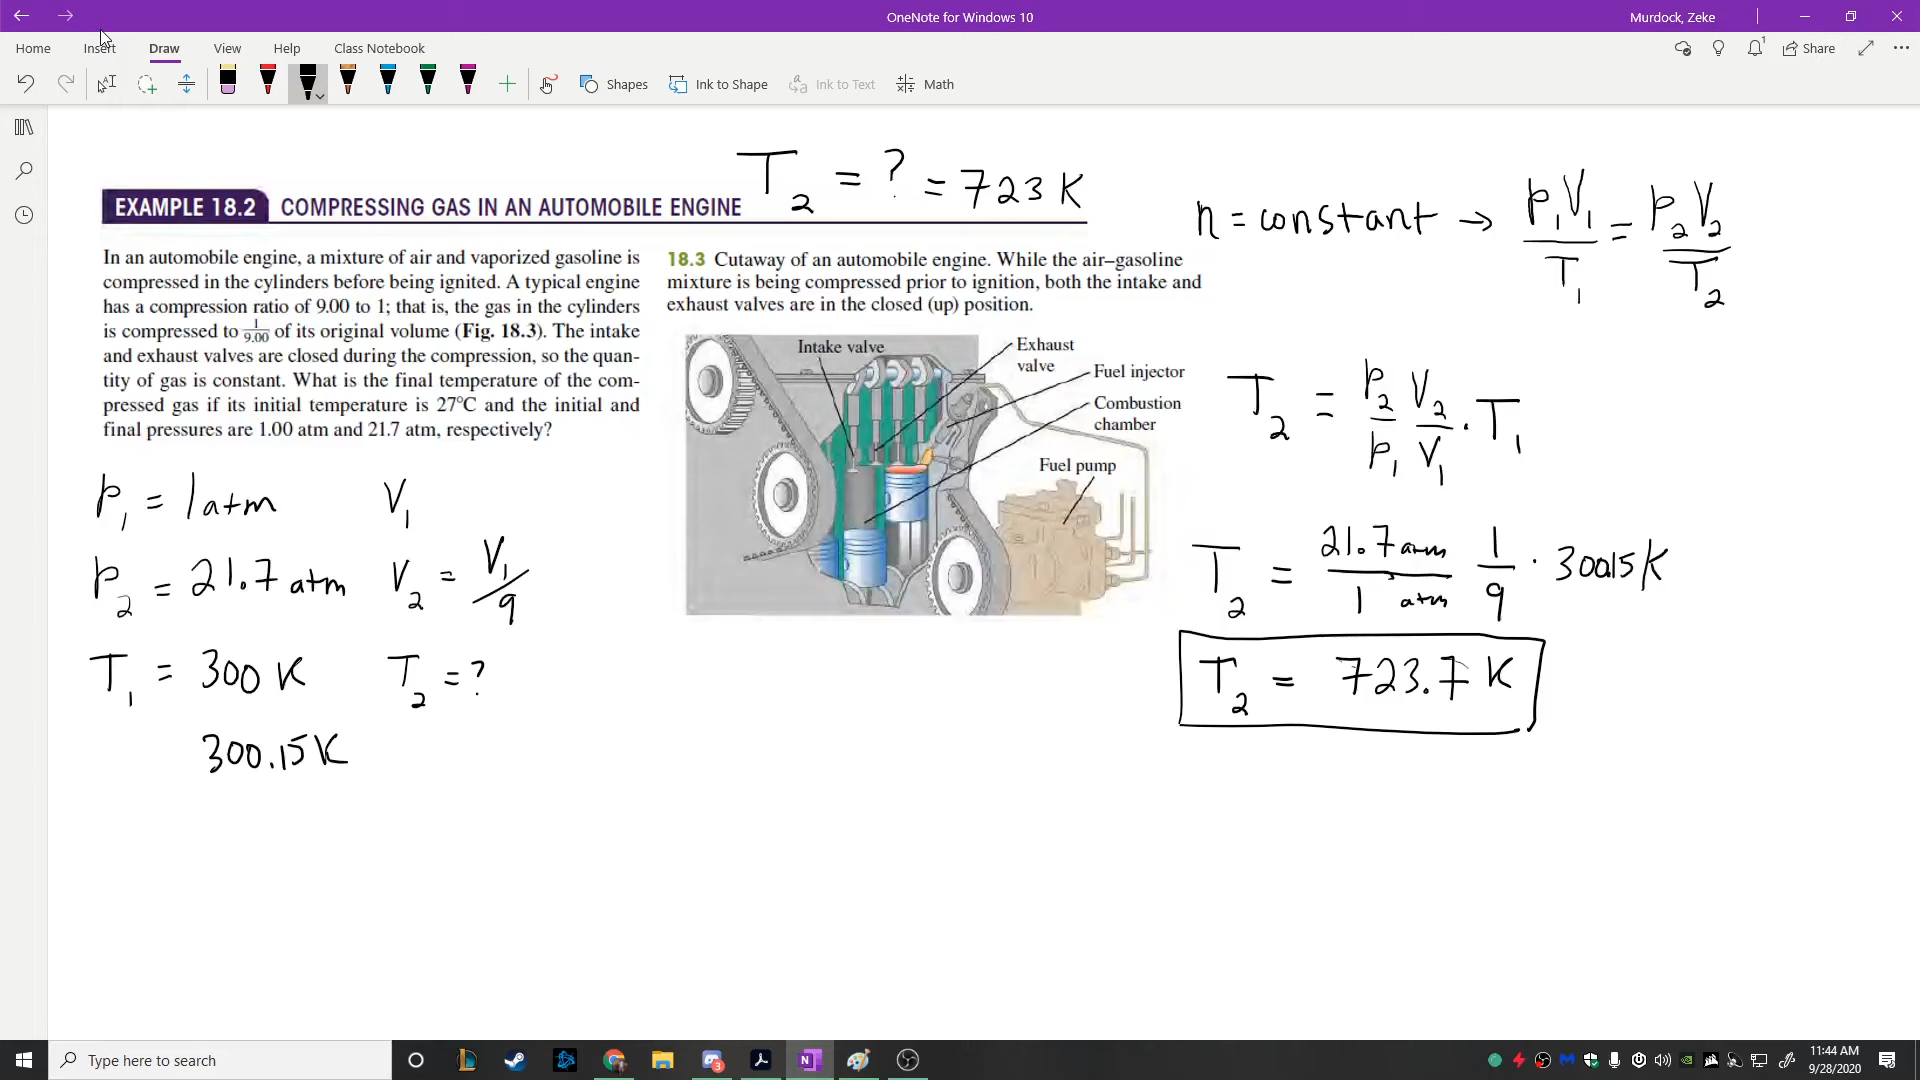 OneNote for Windows 10
Murdock, Zeke
Home Insert Draw View Help Class Notebook
Share
Shapes Ink to Shape Ink to Text Math
T₂ = ? = 723 K
EXAMPLE 18.2 COMPRESSING GAS IN AN AUTOMOBILE ENGINE
In an automobile engine, a mixture of air and vaporized gasoline is
compressed in the cylinders before being ignited. A typical engine
has a compression ratio of 9.00 to 1; that is, the gas in the cylinders
is compressed to 1/9.00 of its original volume (Fig. 18.3). The intake
and exhaust valves are closed during the compression, so the quan-
tity of gas is constant. What is the final temperature of the com-
pressed gas if its initial temperature is 27°C and the initial and
final pressures are 1.00 atm and 21.7 atm, respectively?
18.3 Cutaway of an automobile engine. While the air–gasoline
mixture is being compressed prior to ignition, both the intake and
exhaust valves are in the closed (up) position.
Intake valve
Exhaust
valve
Fuel injector
Combustion
chamber
Fuel pump
p₁ = 1 atm V₁
p₂ = 21.7 atm V₂ = V₁/9
T₁ = 300 K T₂ = ?
300.15 K
n = constant → p₁V₁/T₁ = p₂V₂/T₂
T₂ = p₂/p₁ V₂/V₁ · T₁
T₂ = 21.7 atm/1 atm 1/9 · 300.15 K
T₂ = 723.7 K
Type here to search
3
11:44 AM
9/28/2020